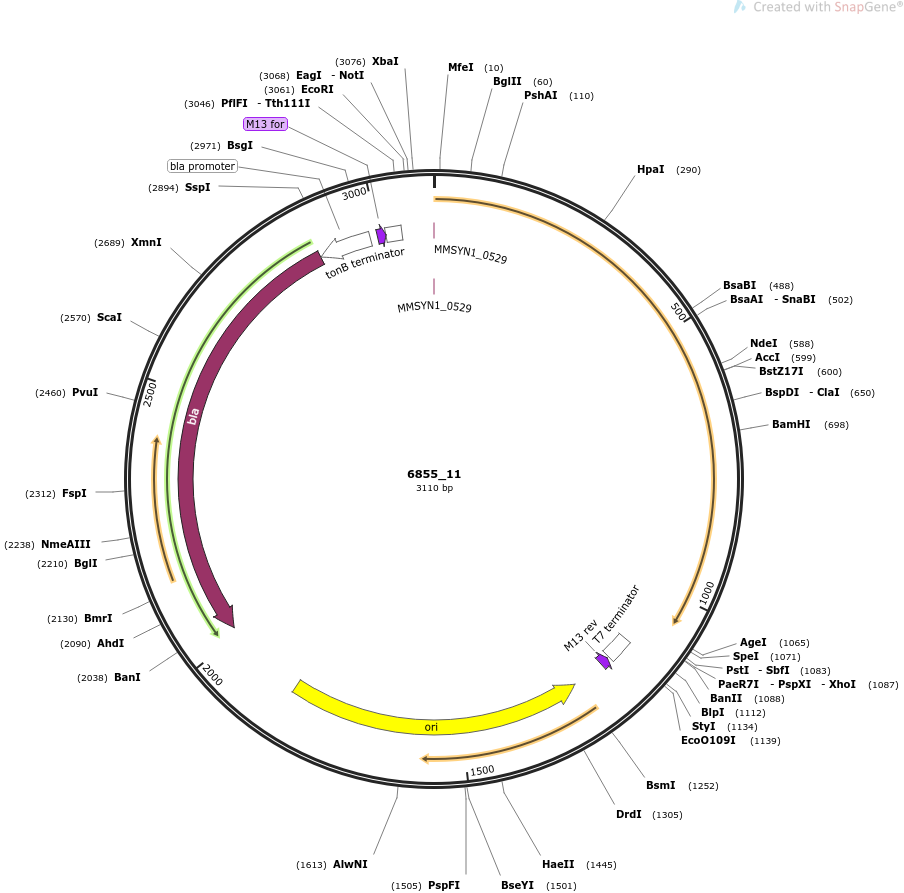 Created with SnapGene®
(3076) XbaI
(3068) EagI - NotI
(3061) EcoRI
(3046) PflFI - Tth111I
M13 for
(2971) BsgI
bla promoter
(2894) SspI
(2689) XmnI
(2570) ScaI
(2460) PvuI
(2312) FspI
(2238) NmeAIII
(2210) BglI
(2130) BmrI
(2090) AhdI
(2038) BanI
MfeI (10)
BglII (60)
PshAI (110)
HpaI (290)
BsaBI (488)
BsaAI - SnaBI (502)
NdeI (588)
AccI (599)
BstZ17I (600)
BspDI - ClaI (650)
BamHI (698)
AgeI (1065)
SpeI (1071)
PstI - SbfI (1083)
PaeR7I - PspXI - XhoI (1087)
BanII (1088)
BlpI (1112)
StyI (1134)
EcoO109I (1139)
BsmI (1252)
DrdI (1305)
HaeII (1445)
BseYI (1501)
(1505) PspFI
(1613) AlwNI
3000
500
1000
1500
2000
2500
tonB terminator
MMSYN1_0529
MMSYN1_0529
bla
6855_11
3110 bp
M13 rev
T7 terminator
ori